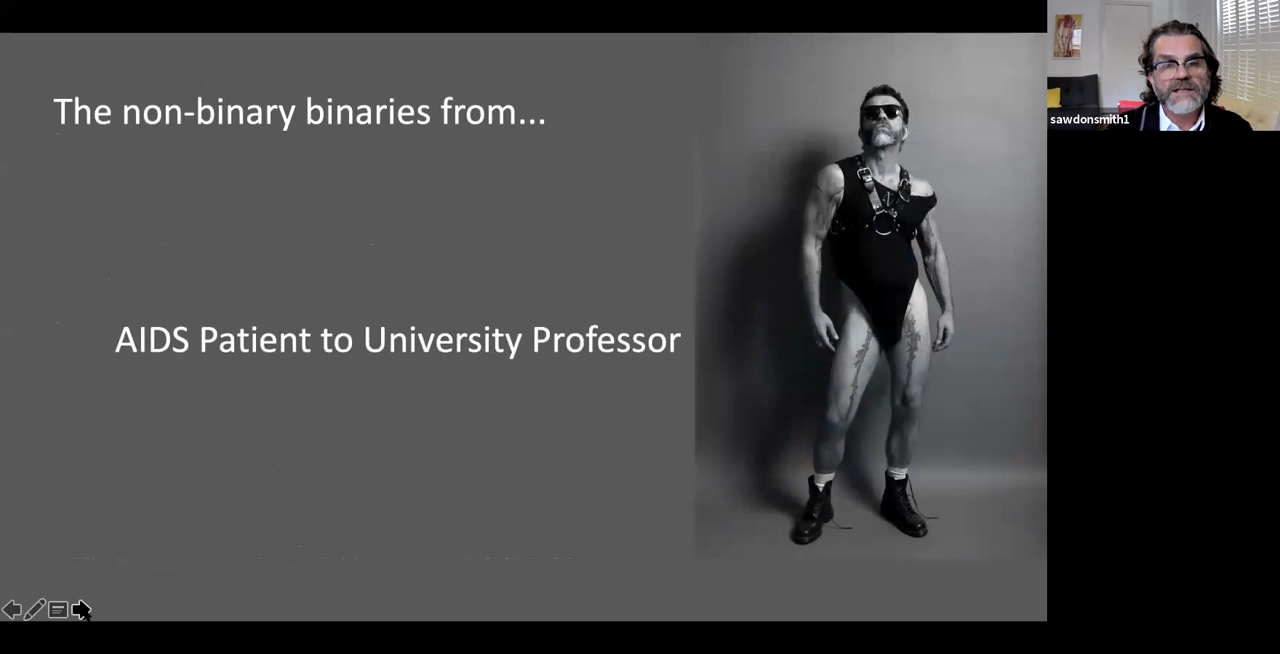 The non-binary binaries from...
sawdonsmith1
AIDS Patient to University Professor